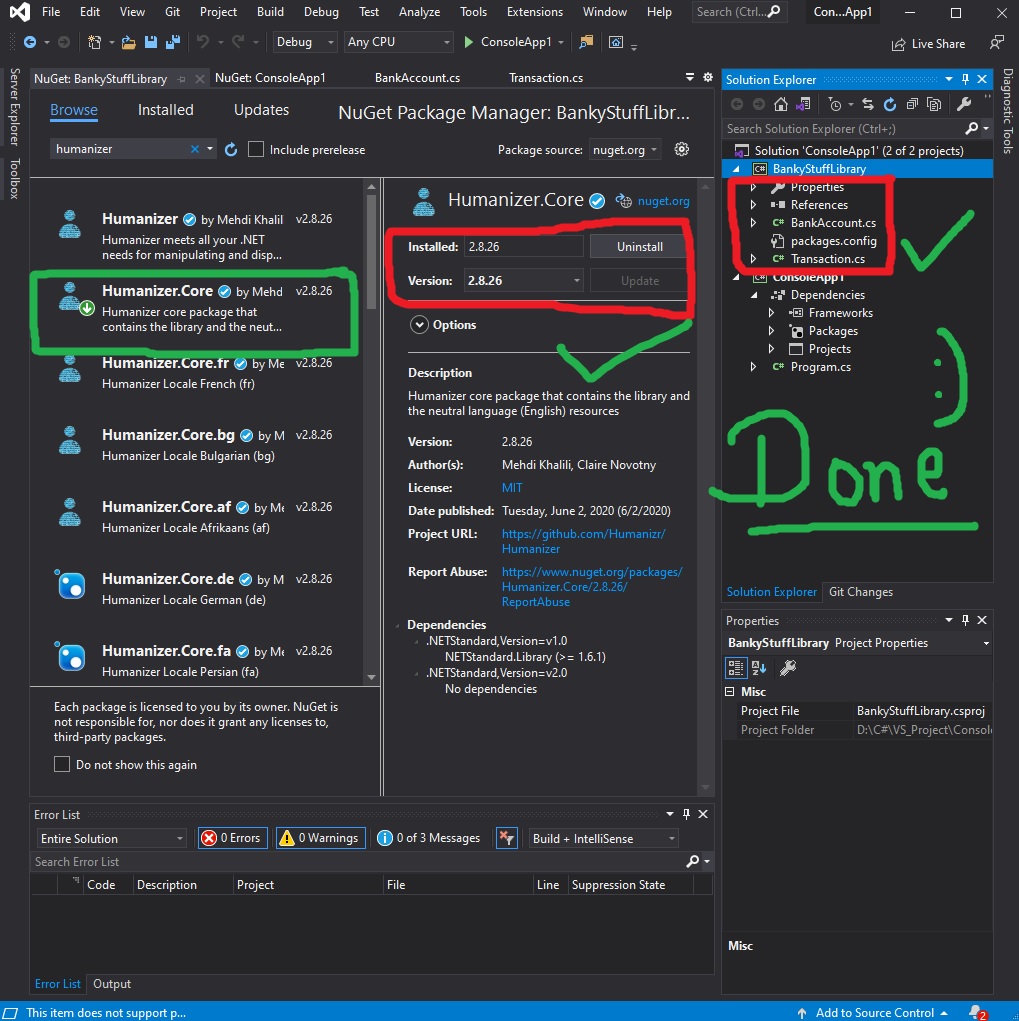 File Edit View Git Project Build Debug Test Analyze Tools Extensions Window Help Search (Ctrl... Con...App1
Debug Any CPU ConsoleApp1 Live Share
Server Explorer
Toolbox
NuGet: BankyStuffLibrary NuGet: ConsoleApp1 BankAccount.cs Transaction.cs
Browse Installed Updates NuGet Package Manager: BankyStuffLibr...
humanizer Include prerelease Package source: nuget.org
Humanizer by Mehdi Khalil v2.8.26
Humanizer meets all your .NET
needs for manipulating and disp...
Humanizer.Core by Mehd v2.8.26
Humanizer core package that
contains the library and the neut...
Humanizer.Core.fr by Me v2.8.26
Humanizer Locale French (fr)
Humanizer.Core.bg by M v2.8.26
Humanizer Locale Bulgarian (bg)
Humanizer.Core.af by Me v2.8.26
Humanizer Locale Afrikaans (af)
Humanizer.Core.de by M v2.8.26
Humanizer Locale German (de)
Humanizer.Core.fa by Me v2.8.26
Humanizer Locale Persian (fa)
Each package is licensed to you by its owner. NuGet is
not responsible for, nor does it grant any licenses to,
third-party packages.
Do not show this again
Humanizer.Core nuget.org
Installed: 2.8.26 Uninstall
Version: 2.8.26 Update
Options
Description
Humanizer core package that contains the library and
the neutral language (English) resources
Version: 2.8.26
Author(s): Mehdi Khalili, Claire Novotny
License: MIT
Date published: Tuesday, June 2, 2020 (6/2/2020)
Project URL: https://github.com/Humanizr/
Humanizer
Report Abuse: https://www.nuget.org/packages/
Humanizer.Core/2.8.26/
ReportAbuse
Dependencies
.NETStandard,Version=v1.0
NETStandard.Library (>= 1.6.1)
.NETStandard,Version=v2.0
No dependencies
Solution Explorer
Search Solution Explorer (Ctrl+;)
Solution 'ConsoleApp1' (2 of 2 projects)
C# BankyStuffLibrary
Properties
References
C# BankAccount.cs
packages.config
C# Transaction.cs
C# ConsoleApp1
Dependencies
Frameworks
Packages
Projects
C# Program.cs
:)
Done
Solution Explorer Git Changes
Properties
BankyStuffLibrary Project Properties
Misc
Project File BankyStuffLibrary.csproj
Project Folder D:\C#\VS_Project\Consol
Misc
Diagnostic Tools
Error List
Entire Solution 0 Errors 0 Warnings 0 of 3 Messages Build + IntelliSense
Search Error List
Code Description Project File Line Suppression State
Error List Output
This item does not support p... Add to Source Control 2